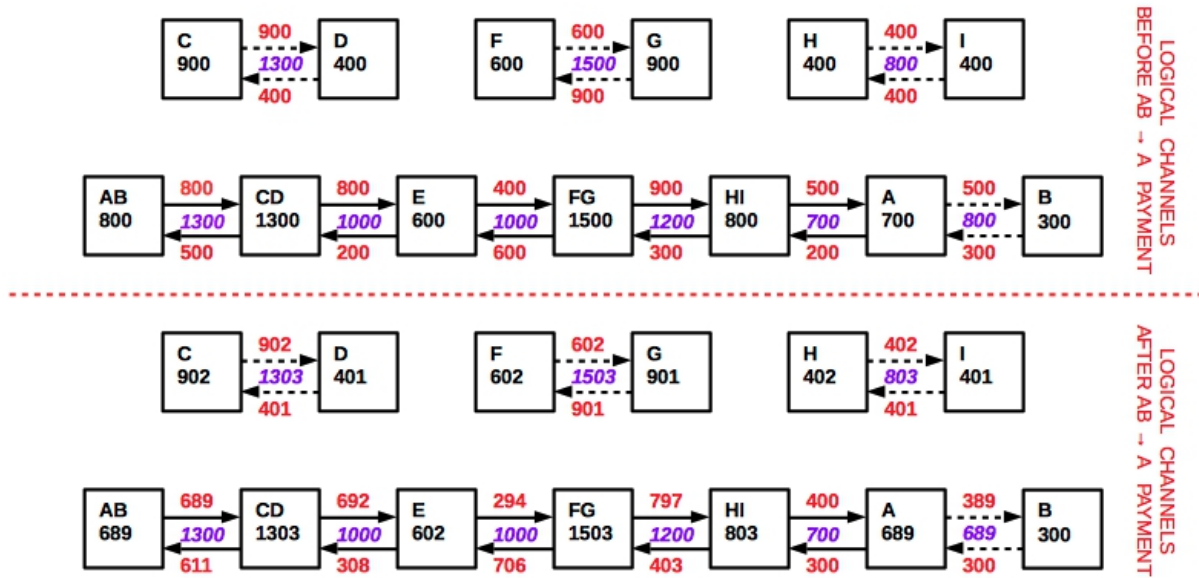 900
600
400
C
D
F
G
H
I
900
1300
400
600
1500
900
400
800
400
400
900
400
LOGICAL CHANNELS
BEFORE AB → A PAYMENT
800
800
400
900
500
500
AB
CD
E
FG
HI
A
B
800
1300
1300
1000
600
1000
1500
1200
800
700
700
800
300
500
200
600
300
200
300
902
602
402
C
D
F
G
H
I
902
1303
401
602
1503
901
402
803
401
401
901
401
LOGICAL CHANNELS
AFTER AB → A PAYMENT
689
692
294
797
400
389
AB
CD
E
FG
HI
A
B
689
1300
1303
1000
602
1000
1503
1200
803
700
689
689
300
611
308
706
403
300
300